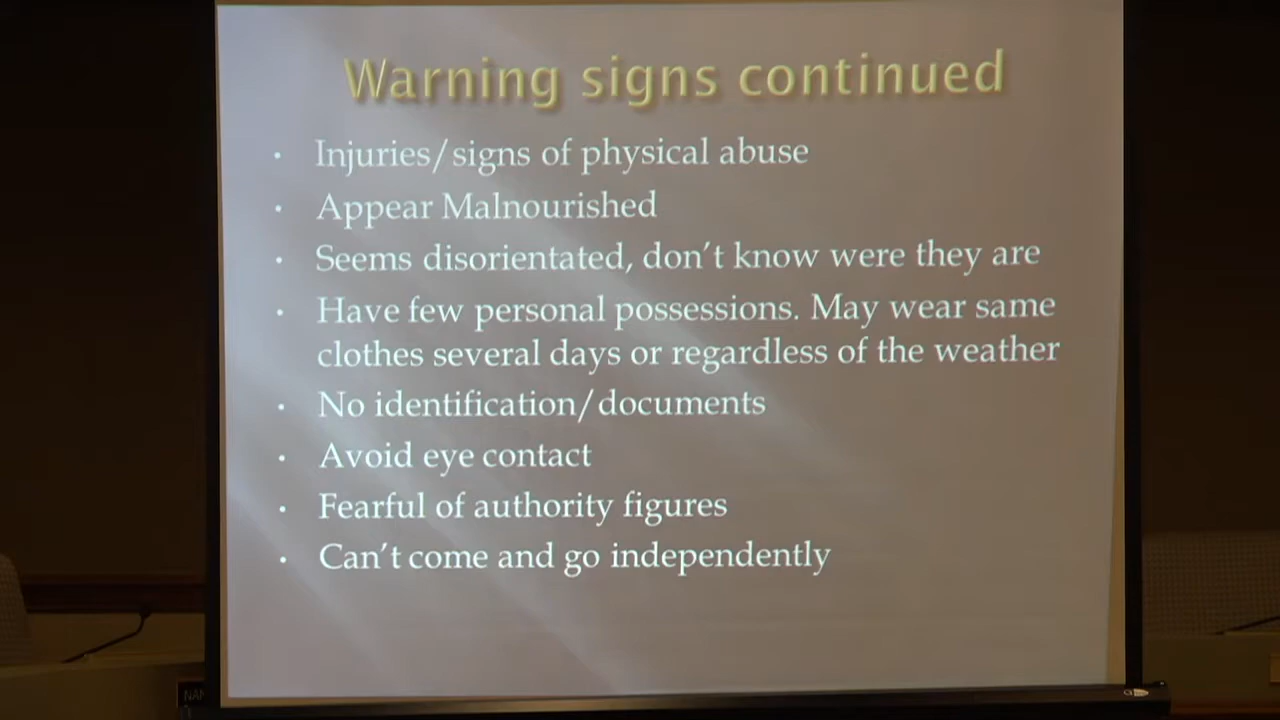 Warning signs continued
• Injuries/signs of physical abuse
• Appear Malnourished
• Seems disorientated, don't know were they are
• Have few personal possessions. May wear same
clothes several days or regardless of the weather
• No identification/documents
• Avoid eye contact
• Fearful of authority figures
• Can't come and go independently
NAN